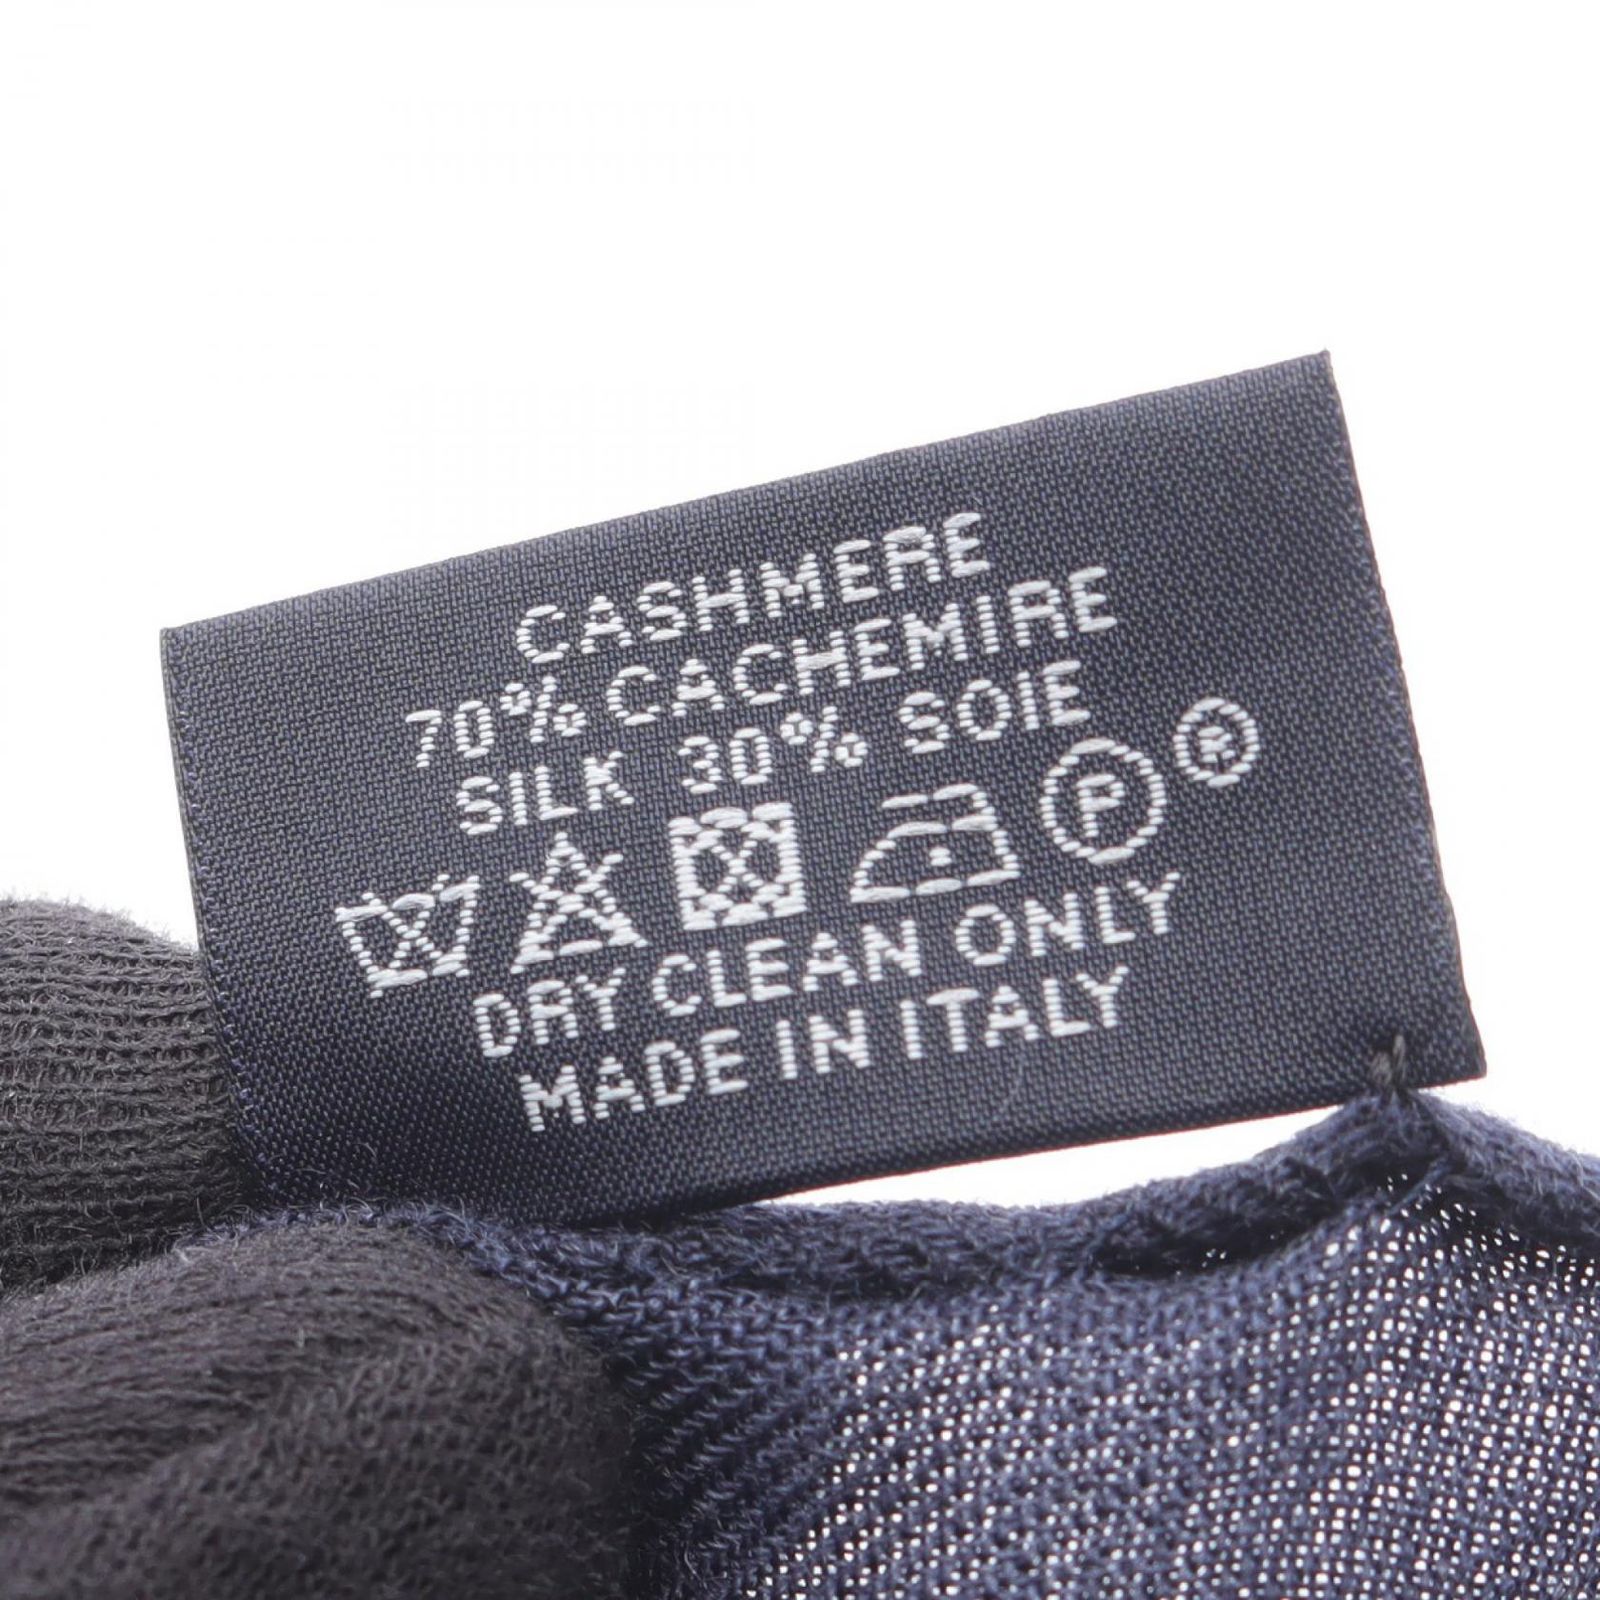 CASHMERE
70% CACHEMIRE
SILK 30% SOIE
P ®
DRY CLEAN ONLY
MADE IN ITALY